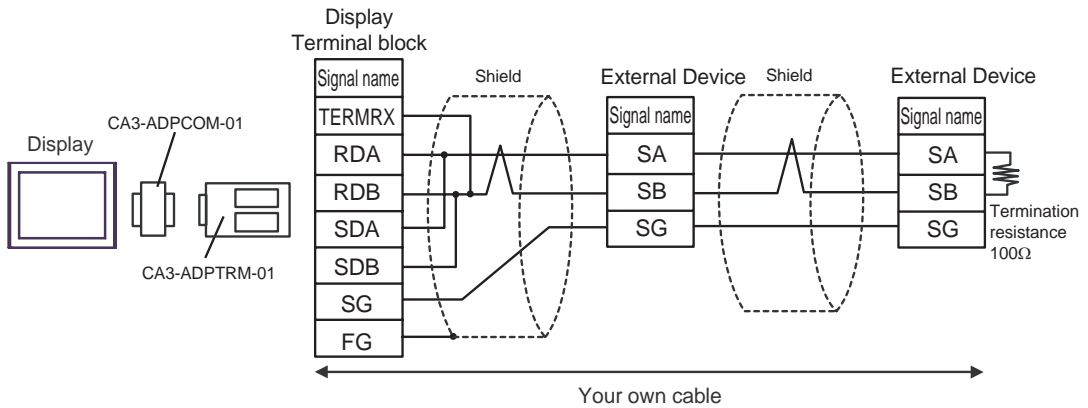 Display
CA3-ADPCOM-01
CA3-ADPTRM-01
Display
Terminal block
Signal name
TERMRX
RDA
RDB
SDA
SDB
SG
FG
Shield
External Device
Signal name
SA
SB
SG
Shield
External Device
Signal name
SA
SB
SG
Termination
resistance
100Ω
Your own cable